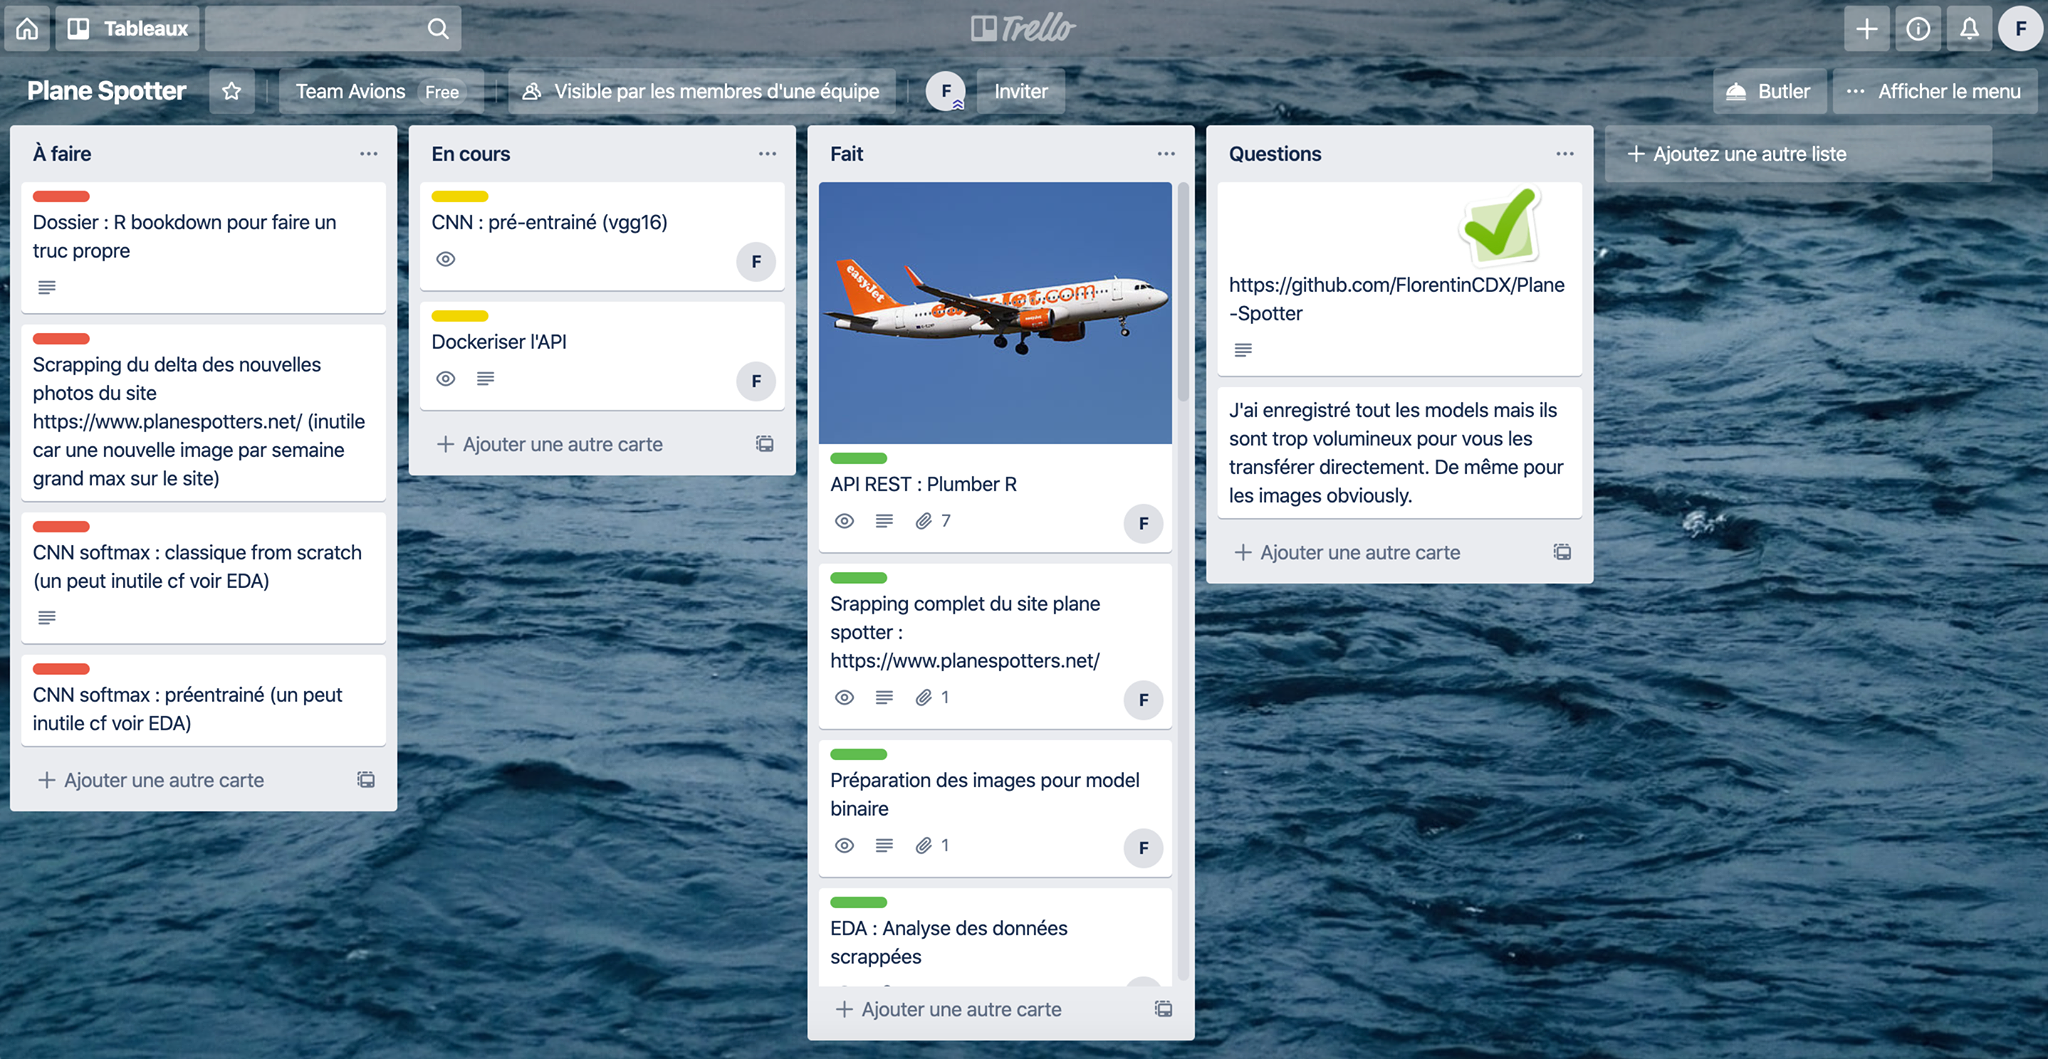 Tableaux
Trello
F
Plane Spotter
Team Avions Free
Visible par les membres d'une équipe
F
Inviter
Butler
··· Afficher le menu
À faire
Dossier : R bookdown pour faire un
truc propre
Scrapping du delta des nouvelles
photos du site
https://www.planespotters.net/ (inutile
car une nouvelle image par semaine
grand max sur le site)
CNN softmax : classique from scratch
(un peut inutile cf voir EDA)
CNN softmax : préentrainé (un peut
inutile cf voir EDA)
+ Ajouter une autre carte
En cours
CNN : pré-entrainé (vgg16)
F
Dockeriser l'API
F
+ Ajouter une autre carte
Fait
easyJet
easyJet.com
API REST : Plumber R
7
F
Srapping complet du site plane
spotter :
https://www.planespotters.net/
1
F
Préparation des images pour model
binaire
1
F
EDA : Analyse des données
scrappées
+ Ajouter une autre carte
Questions
https://github.com/FlorentinCDX/Plane
-Spotter
J'ai enregistré tout les models mais ils
sont trop volumineux pour vous les
transférer directement. De même pour
les images obviously.
+ Ajouter une autre carte
+ Ajoutez une autre liste